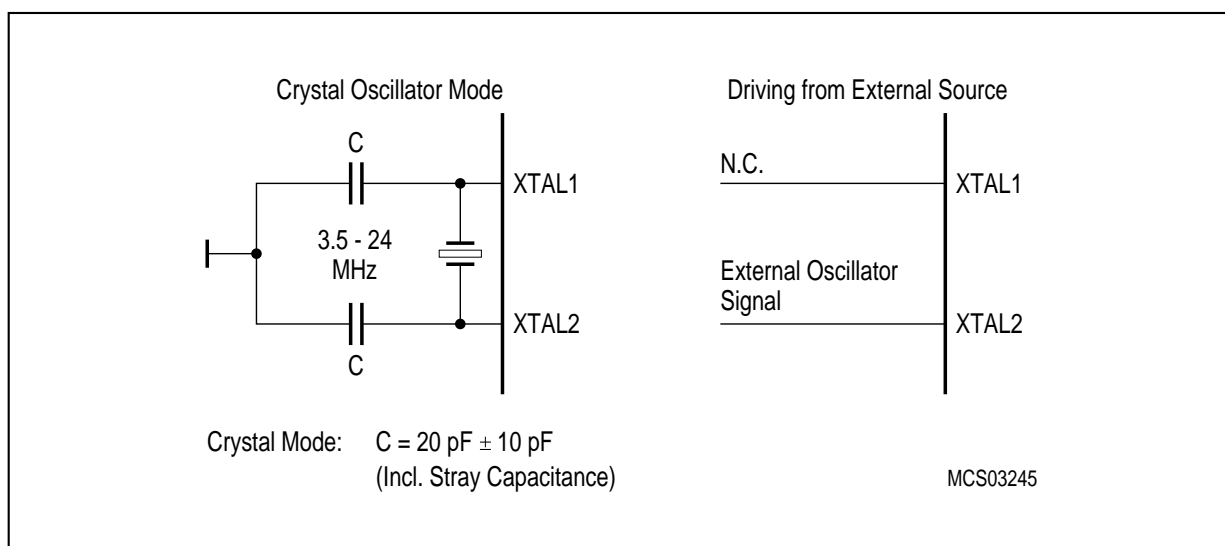 Crystal Oscillator Mode
C
XTAL1
3.5 - 24
MHz
XTAL2
C
Crystal Mode: C = 20 pF ± 10 pF
(Incl. Stray Capacitance)
Driving from External Source
N.C.
XTAL1
External Oscillator
Signal
XTAL2
MCS03245